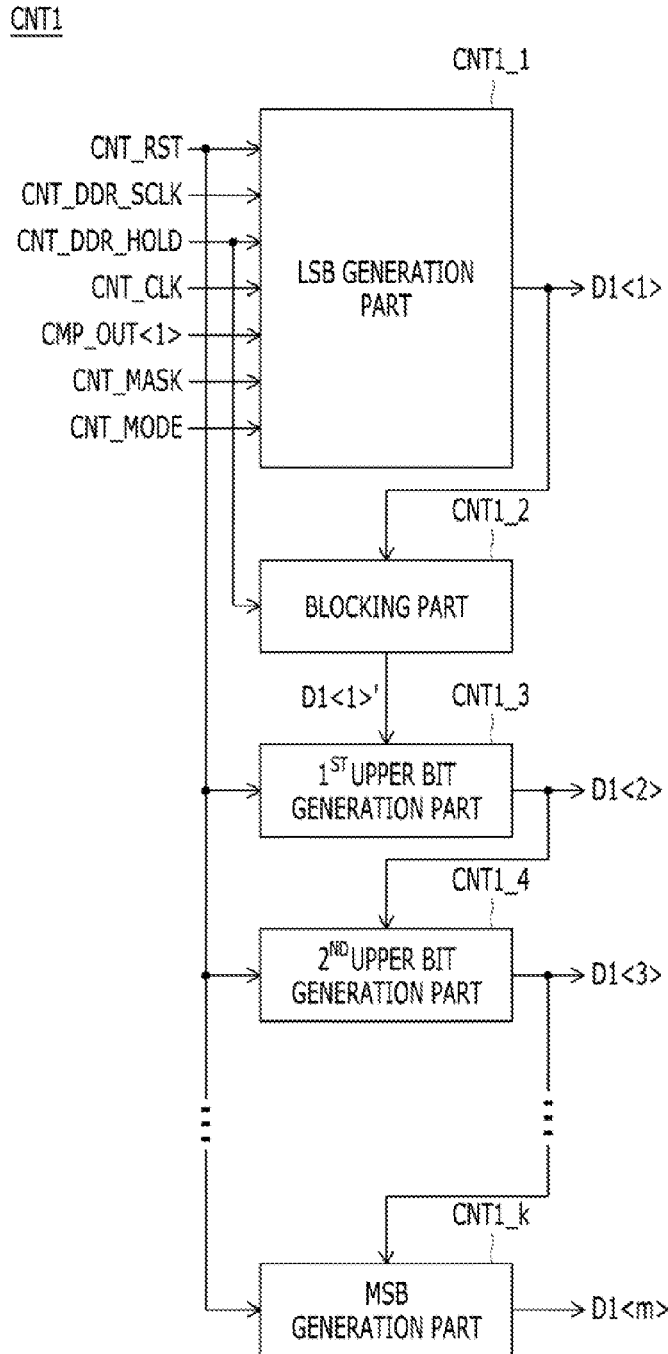 CNT1
CNT1_1
CNT_RST
CNT_DDR_SCLK
CNT_DDR_HOLD
CNT_CLK
CMP_OUT<1>
CNT_MASK
CNT_MODE
LSB GENERATION
PART
D1<1>
CNT1_2
BLOCKING PART
D1<1>'
CNT1_3
1ST UPPER BIT
GENERATION PART
D1<2>
CNT1_4
2ND UPPER BIT
GENERATION PART
D1<3>
CNT1_k
MSB
GENERATION PART
D1<m>